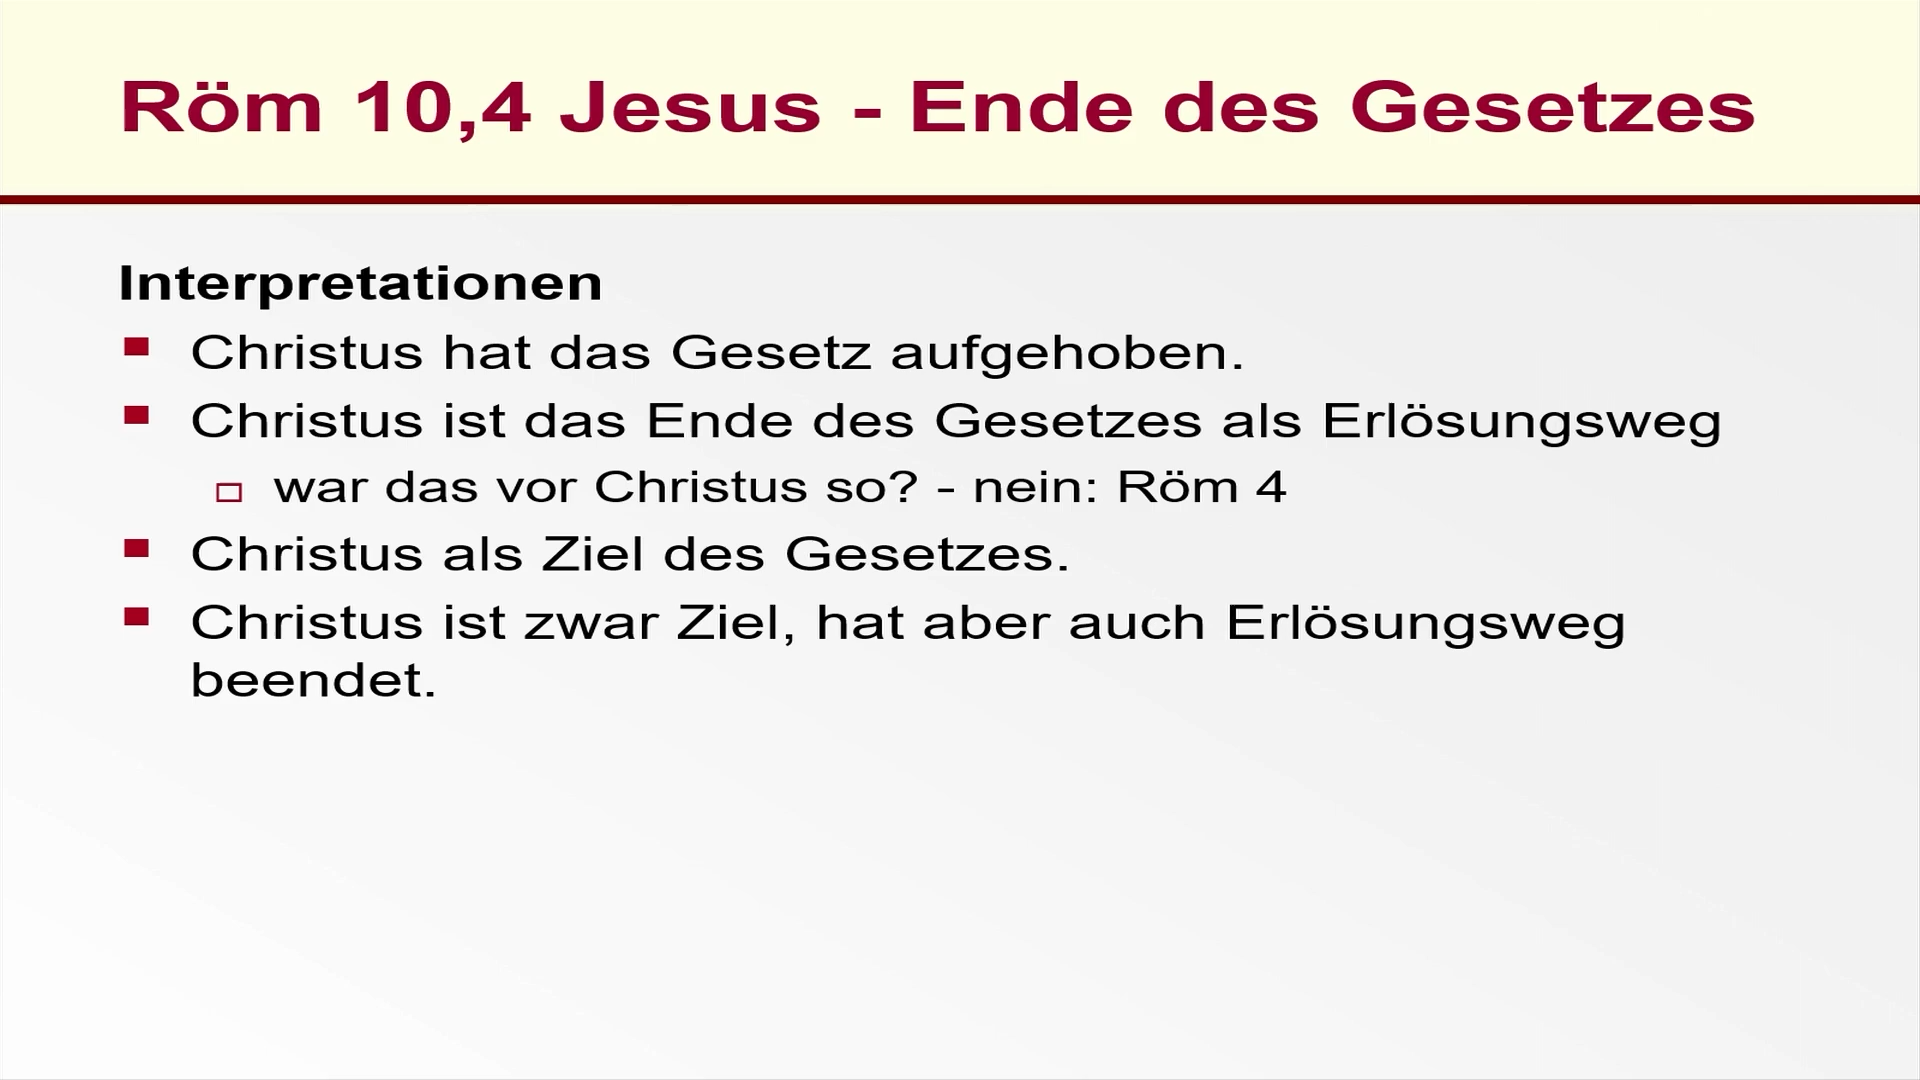 Röm 10,4 Jesus - Ende des Gesetzes
Interpretationen
Christus hat das Gesetz aufgehoben.
Christus ist das Ende des Gesetzes als Erlösungsweg
war das vor Christus so? - nein: Röm 4
Christus als Ziel des Gesetzes.
Christus ist zwar Ziel, hat aber auch Erlösungsweg
beendet.